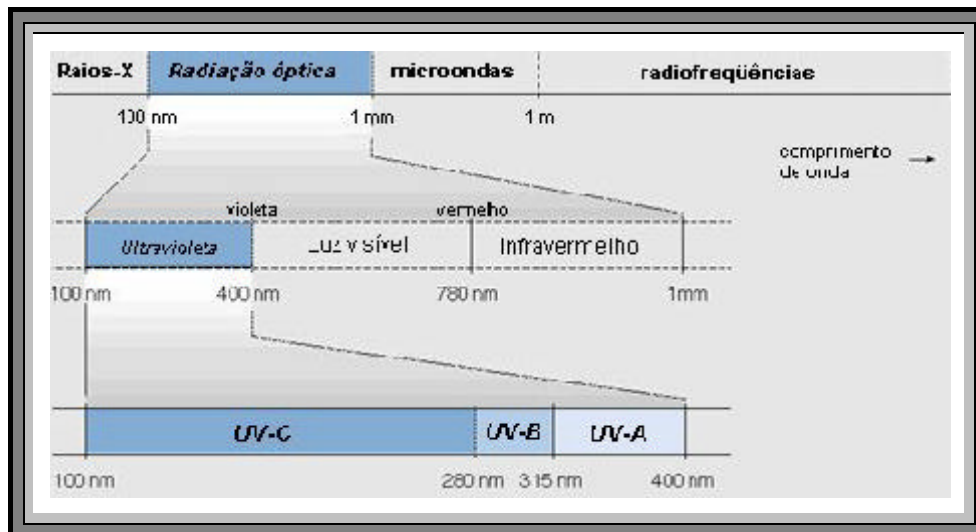 Raios-X Radiação óptica microondas radiofreqüências
100 nm 1 mm 1 m
comprimento
de onda
violeta vermelho
Ultravioleta Luz visível Infravermelho
100 nm 400 nm 780 nm 1mm
UV-C UV-B UV-A
100 nm 280 nm 315 nm 400 nm